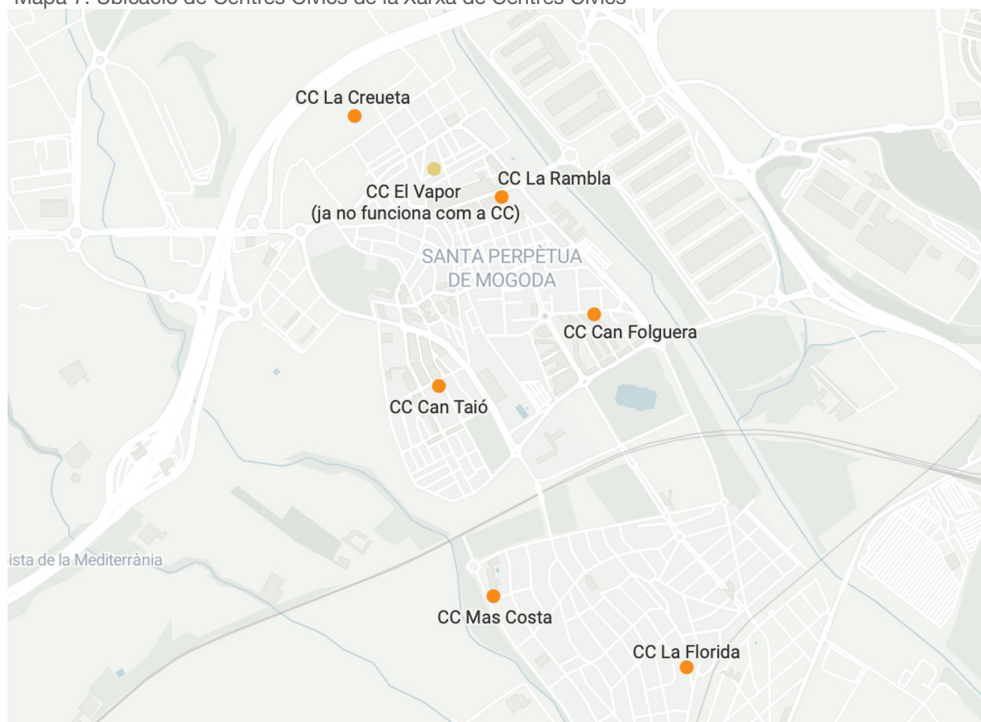 Mapa 7. Ubicació de Centres Cívics de la Xarxa de Centres Cívics
CC La Creueta
CC La Rambla
CC El Vapor
(ja no funciona com a CC)
SANTA PERPÈTUA
DE MOGODA
CC Can Folguera
CC Can Taió
ista de la Mediterrània
CC Mas Costa
CC La Florida